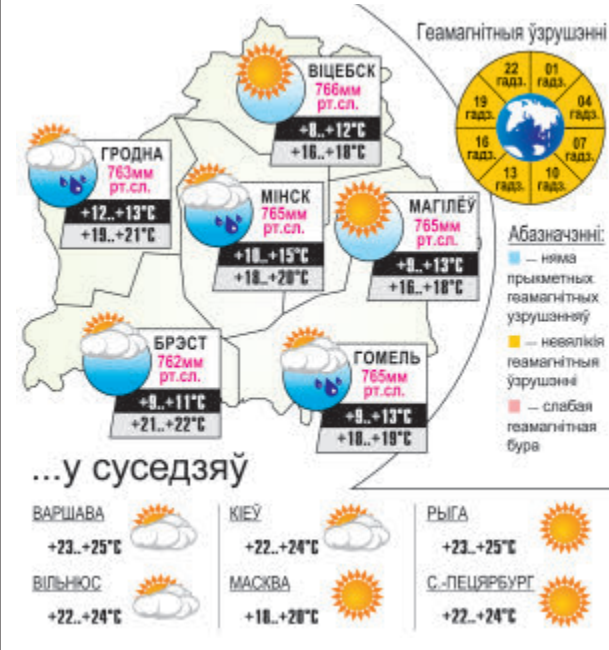 Геамагнітныя ўзрушэнні
22 гадз.
01 гадз.
04 гадз.
07 гадз.
10 гадз.
13 гадз.
16 гадз.
19 гадз.
ВІЦЕБСК
766мм
рт.сл.
+8..+12°C
+16..+18°C
ГРОДНА
763мм
рт.сл.
+12..+13°C
+19..+21°C
МІНСК
765мм
рт.сл.
+10..+15°C
+18..+20°C
МАГІЛЁЎ
765мм
рт.сл.
+9..+13°C
+16..+18°C
Абазначэнні:
— няма
прыкметных
геамагнітных
узрушэнняў
— невялікія
геамагнітныя
ўзрушэнні
— слабая
геамагнітная
бура
БРЭСТ
762мм
рт.сл.
+9..+11°C
+21..+22°C
ГОМЕЛЬ
765мм
рт.сл.
+9..+13°C
+18..+19°C
...у суседзяў
ВАРШАВА
+23..+25°C
КІЕЎ
+22..+24°C
РЫГА
+23..+25°C
ВІЛЬНЮС
+22..+24°C
МАСКВА
+18..+20°C
С.-ПЕЦЯРБУРГ
+22..+24°C